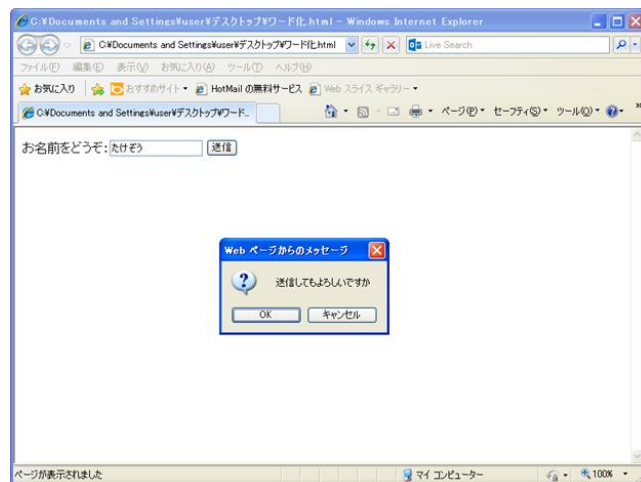 C:¥Documents and Settings¥user¥デスクトップ¥ワード化.html - Windows Internet Explorer
C:¥Documents and Settings¥user¥デスクトップ¥ワード化.html
Live Search
ファイル(F) 編集(E) 表示(V) お気に入り(A) ツール(T) ヘルプ(H)
お気に入り おすすめサイト HotMail の無料サービス Web スライス ギャラリー
C:¥Documents and Settings¥user¥デスクトップ¥ワード... ページ(P) セーフティ(S) ツール(O)
お名前をどうぞ: たけぞう 送信
Web ページからのメッセージ
送信してもよろしいですか
OK キャンセル
ページが表示されました マイ コンピューター 100%